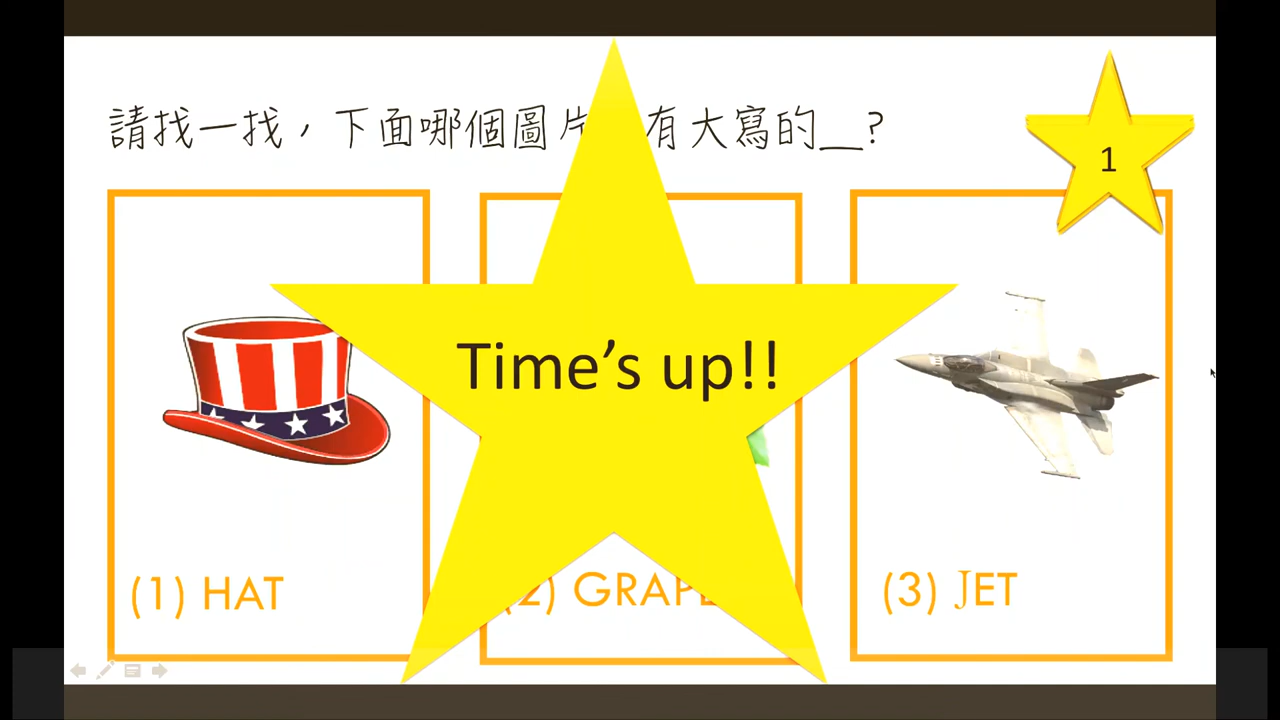 請找一找，下面哪個圖片 有大寫的__?
1
Time's up!!
(1) HAT
(2) GRAPE
(3) JET